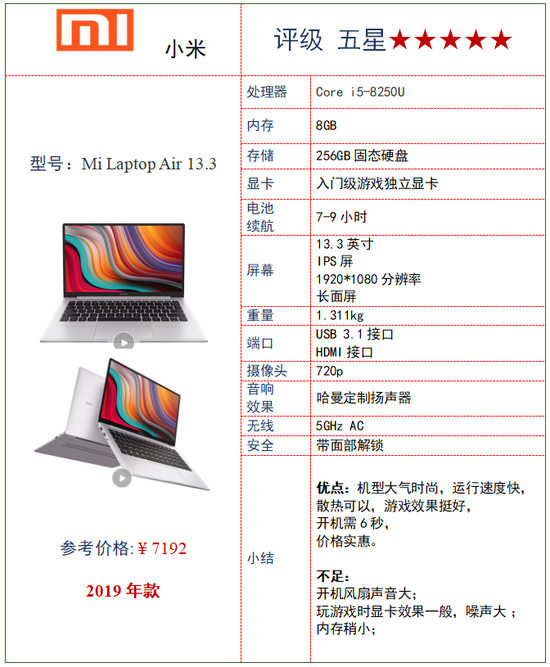 mi
小米
评级 五星★★★★★
型号：Mi Laptop Air 13.3
参考价格:￥7192
2019 年款
处理器 Core i5-8250U
内存 8GB
存储 256GB 固态硬盘
显卡 入门级游戏独立显卡
电池
续航
7-9 小时
屏幕
13.3 英寸
IPS 屏
1920*1080 分辨率
长面屏
重量 1.311kg
端口
USB 3.1 接口
HDMI 接口
摄像头 720p
音响
效果
哈曼定制扬声器
无线 5GHz AC
安全 带面部解锁
小结
优点：机型大气时尚，运行速度快，
散热可以，游戏效果挺好，
开机需 6 秒，
价格实惠。
不足：
开机风扇声音大；
玩游戏时显卡效果一般，噪声大；
内存稍小；